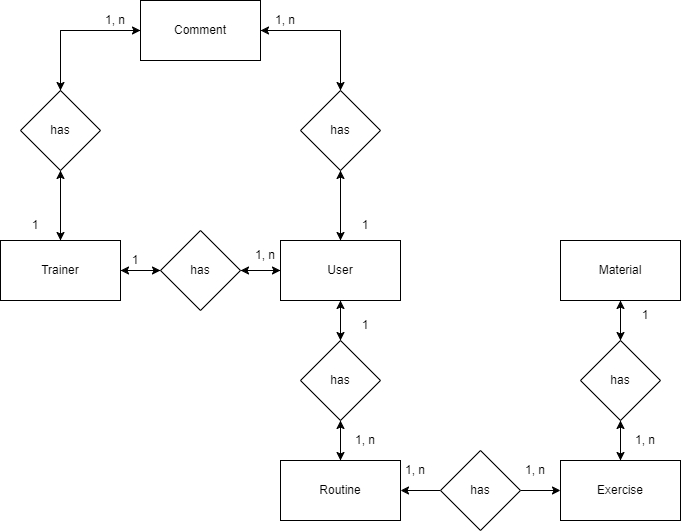 1, n
Comment
1, n
has
has
1
1
Trainer
1
has
1, n
User
Material
1
1
has
has
1, n
1, n
Routine
1, n
has
1, n
Exercise